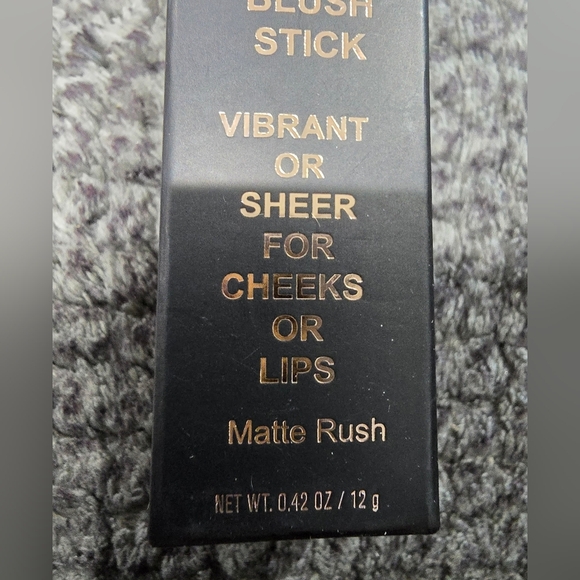 BLUSH
STICK
VIBRANT
OR
SHEER
FOR
CHEEKS
OR
LIPS
Matte Rush
NET WT. 0.42 OZ / 12 g